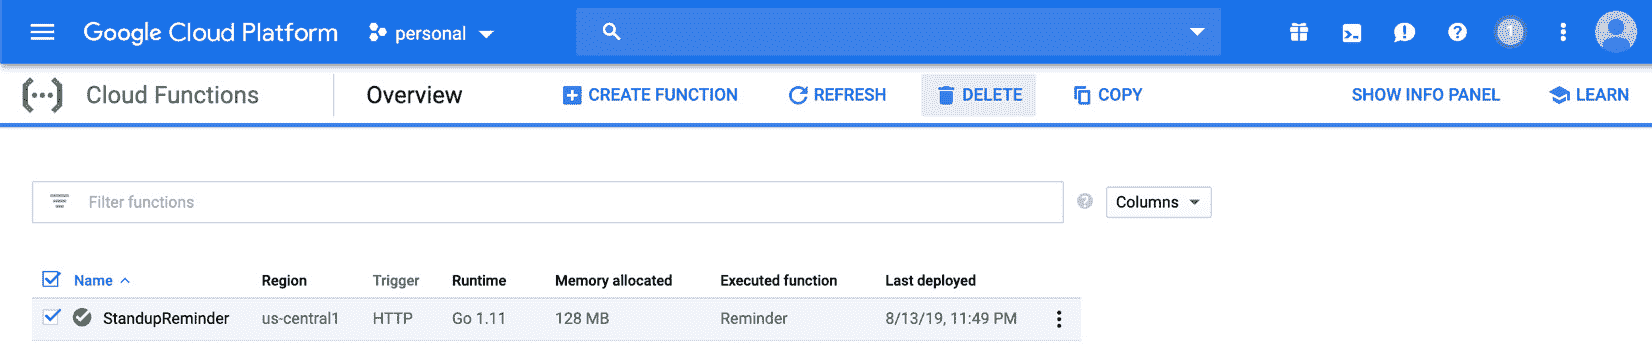 Google Cloud Platform personal 1
Cloud Functions Overview CREATE FUNCTION REFRESH DELETE COPY SHOW INFO PANEL LEARN
Filter functions Columns
Name Region Trigger Runtime Memory allocated Executed function Last deployed
StandupReminder us-central1 HTTP Go 1.11 128 MB Reminder 8/13/19, 11:49 PM